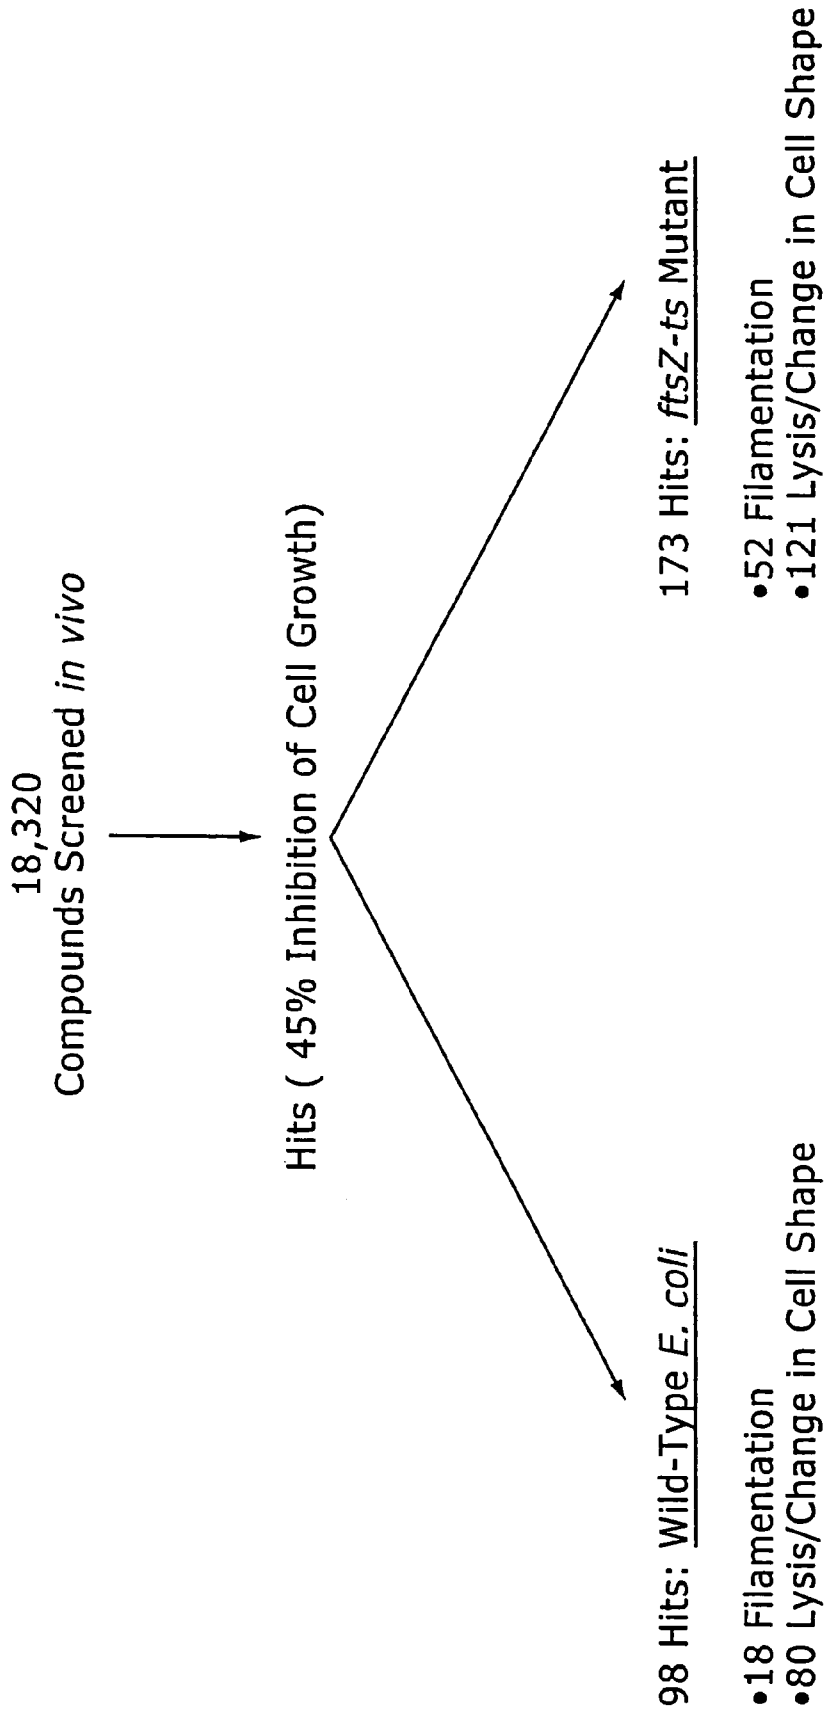 18,320
Compounds Screened in vivo
Hits ( 45% Inhibition of Cell Growth)
98 Hits: Wild-Type E. coli
•18 Filamentation
•80 Lysis/Change in Cell Shape
173 Hits: ftsZ-ts Mutant
•52 Filamentation
•121 Lysis/Change in Cell Shape